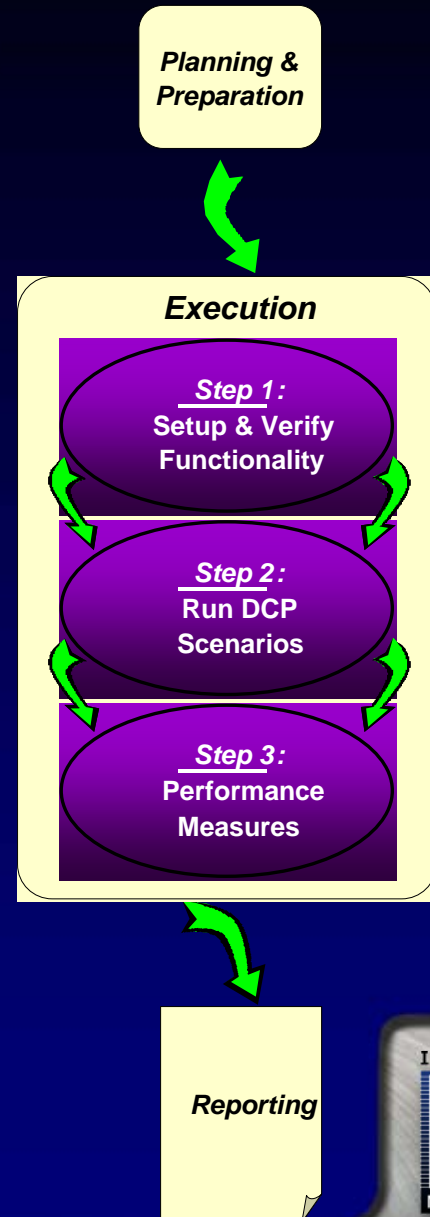 Planning &
Preparation
Execution
Step 1:
Setup & Verify
Functionality
Step 2:
Run DCP
Scenarios
Step 3:
Performance
Measures
Reporting
I